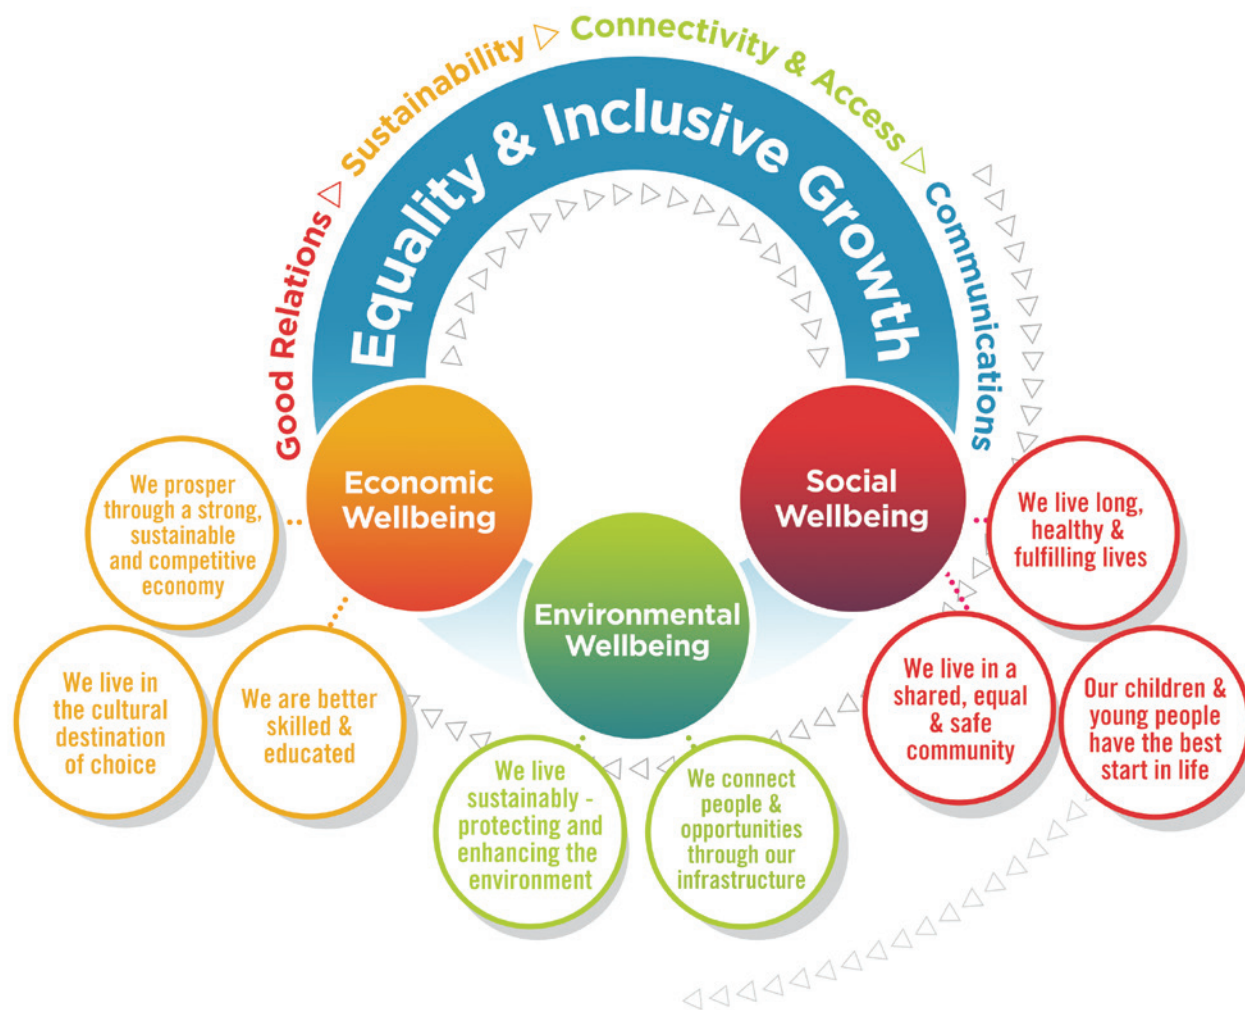 Good Relations
Sustainability
Connectivity & Access
Communications
Equality & Inclusive Growth
Economic
Wellbeing
Environmental
Wellbeing
Social
Wellbeing
We prosper
through a strong,
sustainable
and competitive
economy
We live in
the cultural
destination
of choice
We are better
skilled &
educated
We live
sustainably -
protecting and
enhancing the
environment
We connect
people &
opportunities
through our
infrastructure
We live in a
shared, equal
& safe
community
We live long,
healthy &
fulfilling lives
Our children &
young people
have the best
start in life